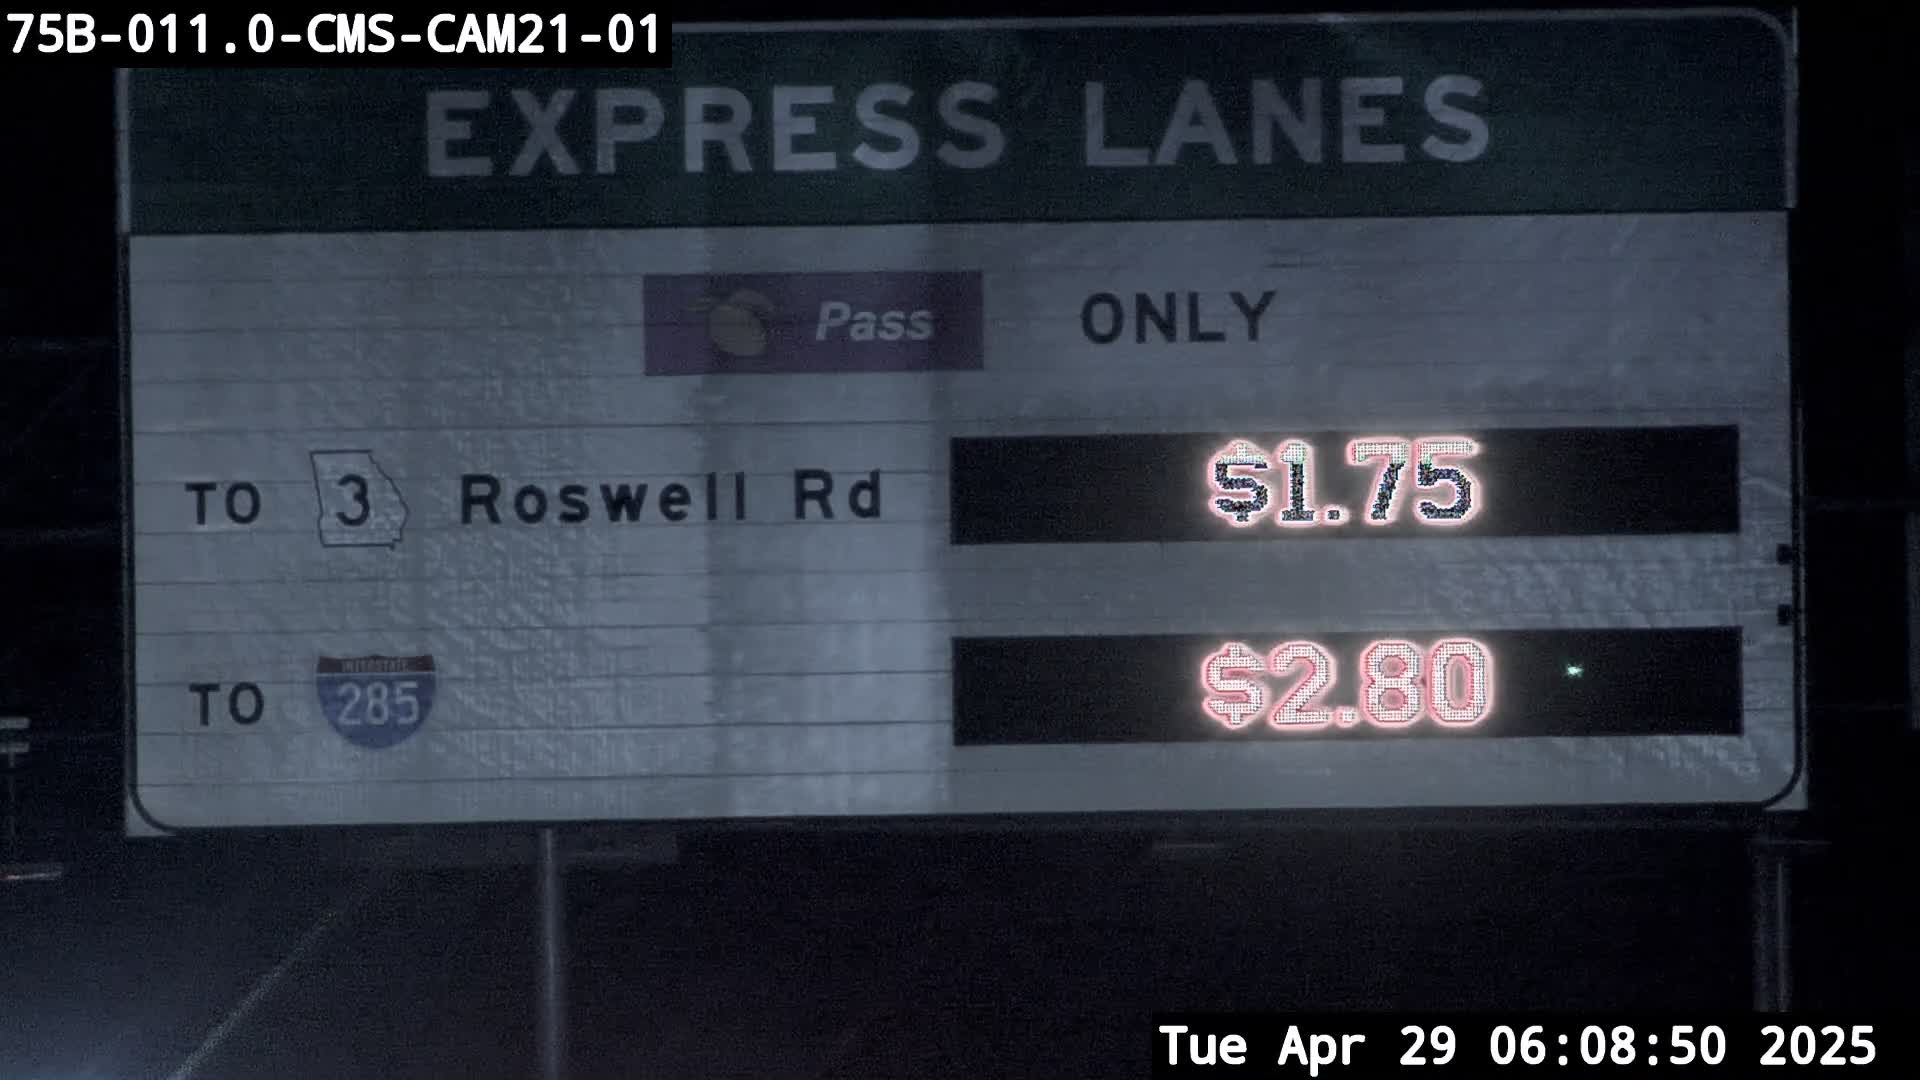 75B-011.0-CMS-CAM21-01
EXPRESS LANES
Pass ONLY
TO 3 Roswell Rd $1.75
INTERSTATE
TO 285 $2.80
Tue Apr 29 06:08:50 2025